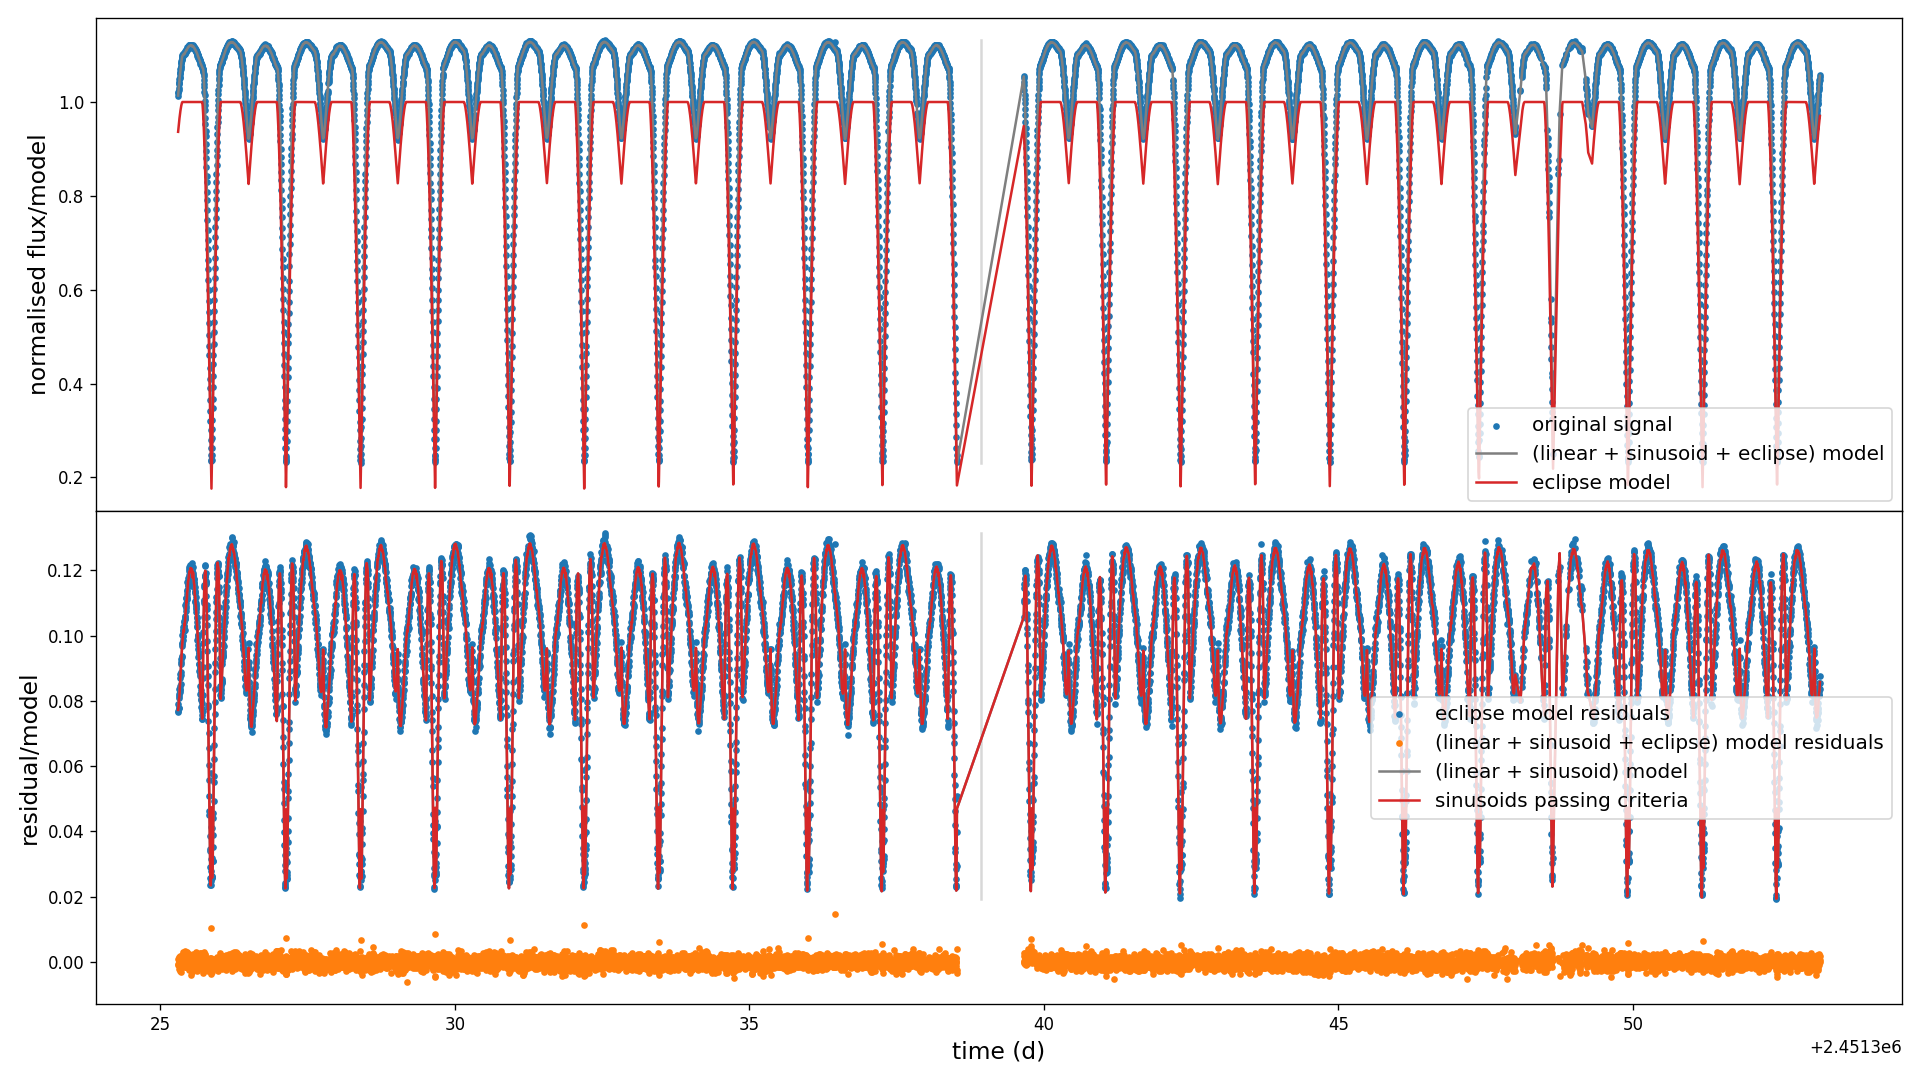 normalised flux/model
1.0
0.8
0.6
0.4
0.2
original signal
(linear + sinusoid + eclipse) model
eclipse model
residual/model
0.12
0.10
0.08
0.06
0.04
0.02
0.00
eclipse model residuals
(linear + sinusoid + eclipse) model residuals
(linear + sinusoid) model
sinusoids passing criteria
25 30 35 40 45 50
time (d)
+2.4513e6